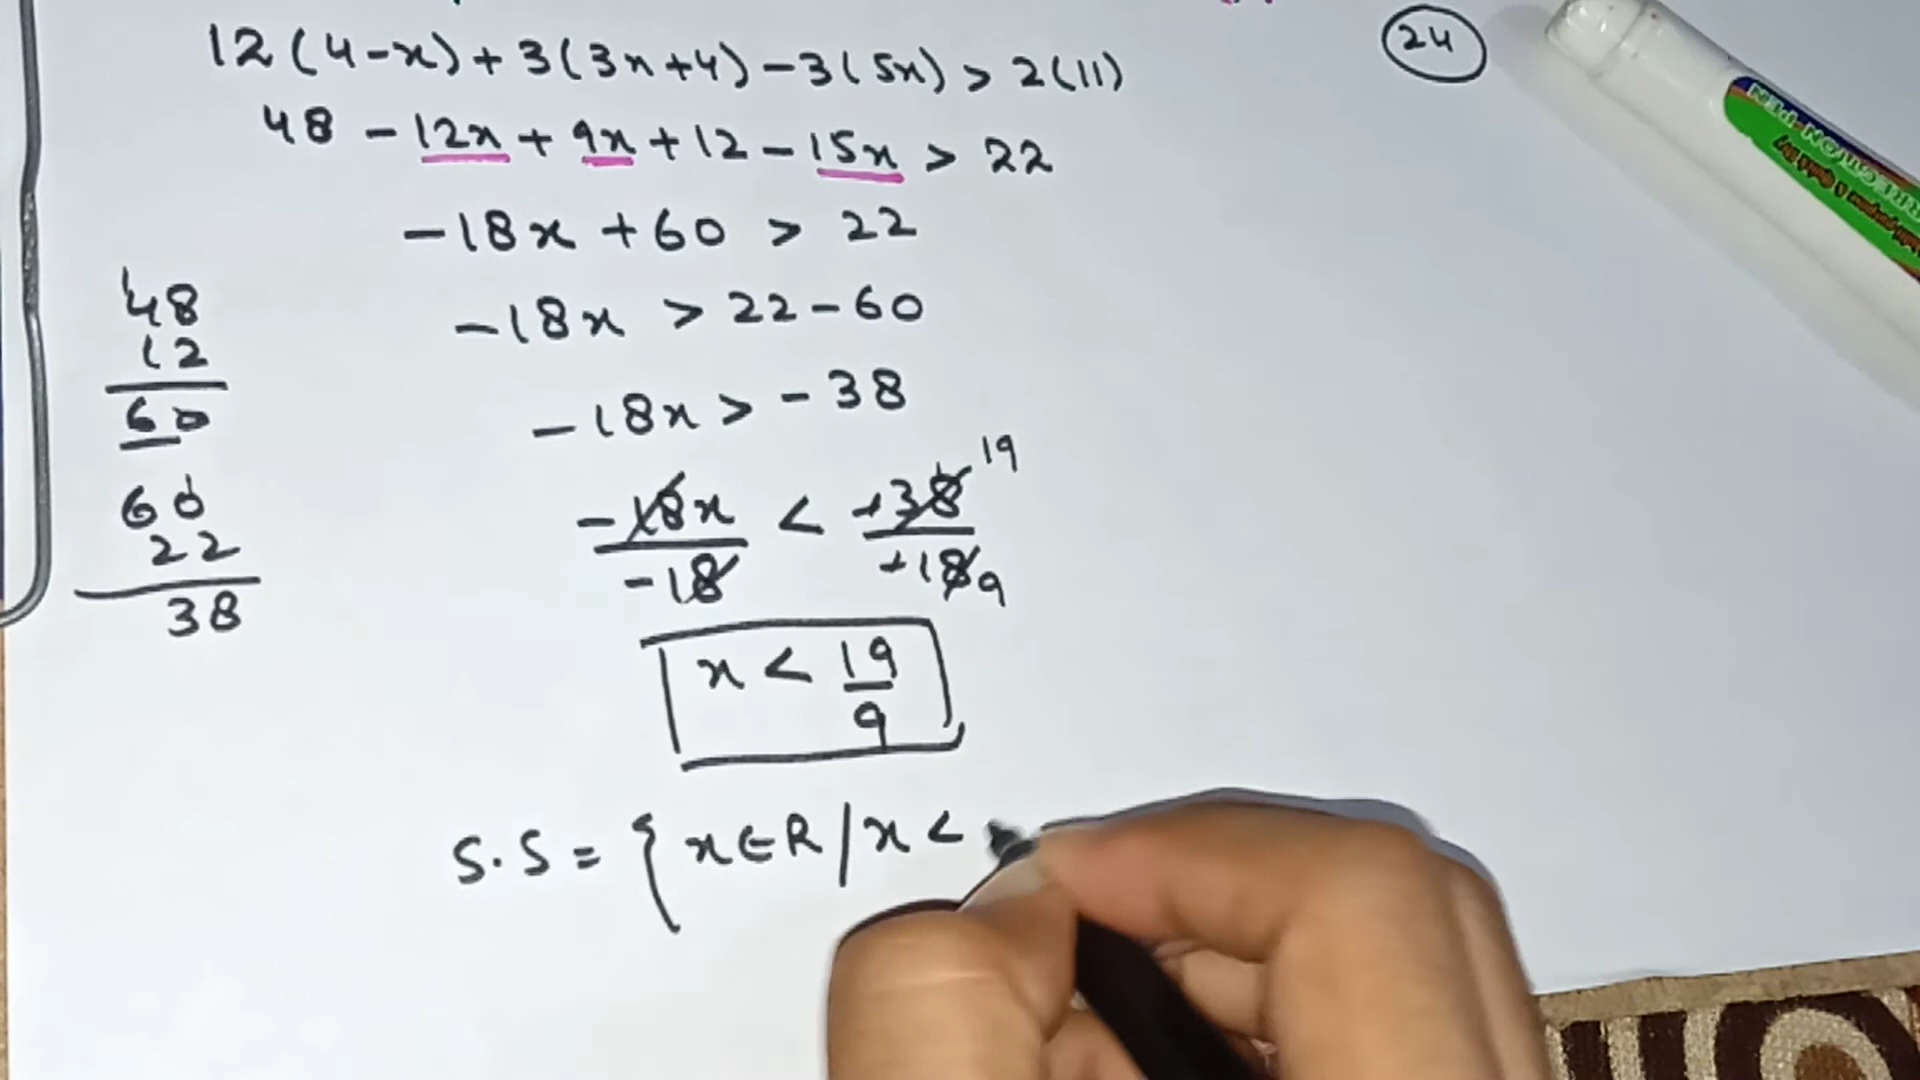 12(4-x)+3(3x+4)-3(5x)>2(11)
24
48-12x+9x+12-15x>22
-18x+60>22
-18x>22-60
-18x>-38
48
12
60
60
22
38
-18x/-18 < +38/+18
19
9
x<19/9
S.S={x∈R/x<